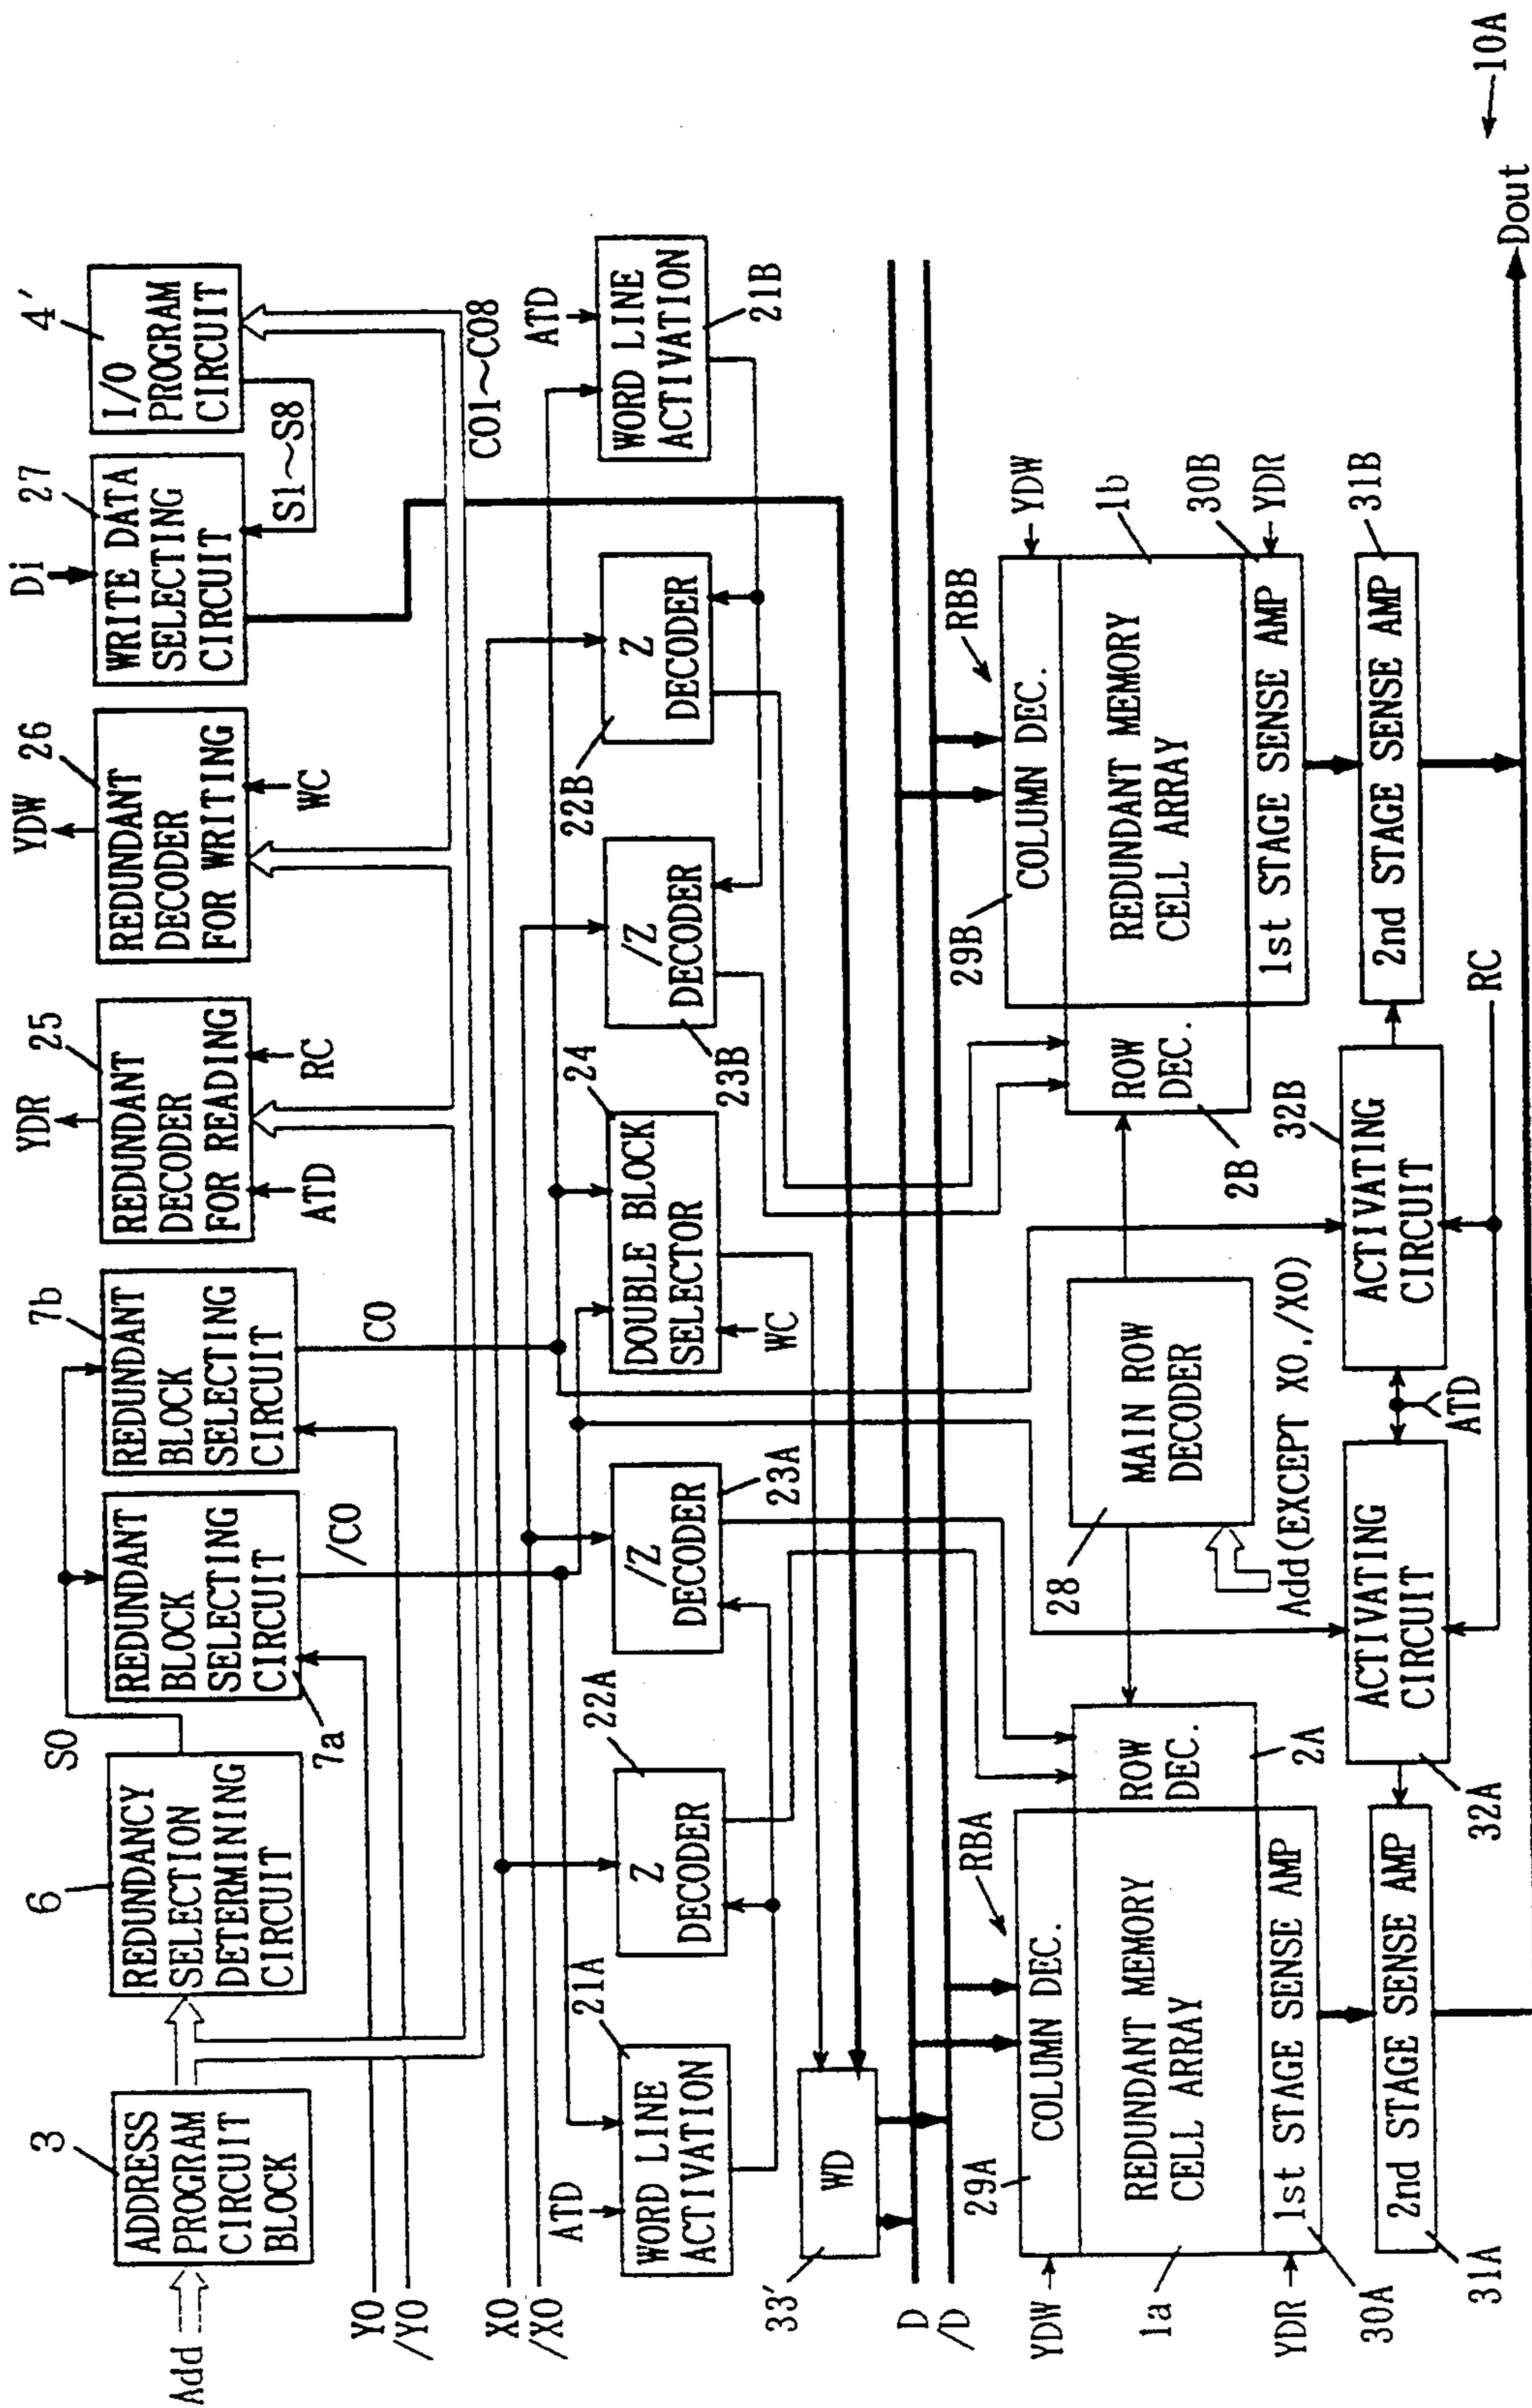 Add
3
ADDRESS
PROGRAM
CIRCUIT
BLOCK
6
REDUNDANCY
SELECTION
DETERMINING
CIRCUIT
S0
7a
REDUNDANT
BLOCK
SELECTING
CIRCUIT
/C0
7b
REDUNDANT
BLOCK
SELECTING
CIRCUIT
C0
YDR
25
REDUNDANT
DECODER
FOR READING
ATD
RC
YDW
26
REDUNDANT
DECODER
FOR WRITING
WC
Di
27
WRITE DATA
SELECTING
CIRCUIT
4'
I/O
PROGRAM
CIRCUIT
S1~S8
C01~C08
Y0
/Y0
X0
/X0
ATD
21A
WORD LINE
ACTIVATION
22A
Z
DECODER
/Z
DECODER
23A
24
DOUBLE BLOCK
SELECTOR
WC
/Z
DECODER
23B
22B
Z
DECODER
ATD
WORD LINE
ACTIVATION
21B
33'
WD
D
/D
YDW
29A
COLUMN DEC.
RBA
1a
REDUNDANT MEMORY
CELL ARRAY
ROW
DEC.
2A
YDR
30A
1st STAGE SENSE AMP
31A
2nd STAGE SENSE AMP
28
MAIN ROW
DECODER
Add(EXCEPT X0,/X0)
32A
ACTIVATING
CIRCUIT
ATD
32B
ACTIVATING
CIRCUIT
RC
29B
COLUMN DEC.
RBB
YDW
ROW
DEC.
2B
REDUNDANT MEMORY
CELL ARRAY
1b
1st STAGE SENSE AMP
30B
YDR
2nd STAGE SENSE AMP
31B
Dout
10A